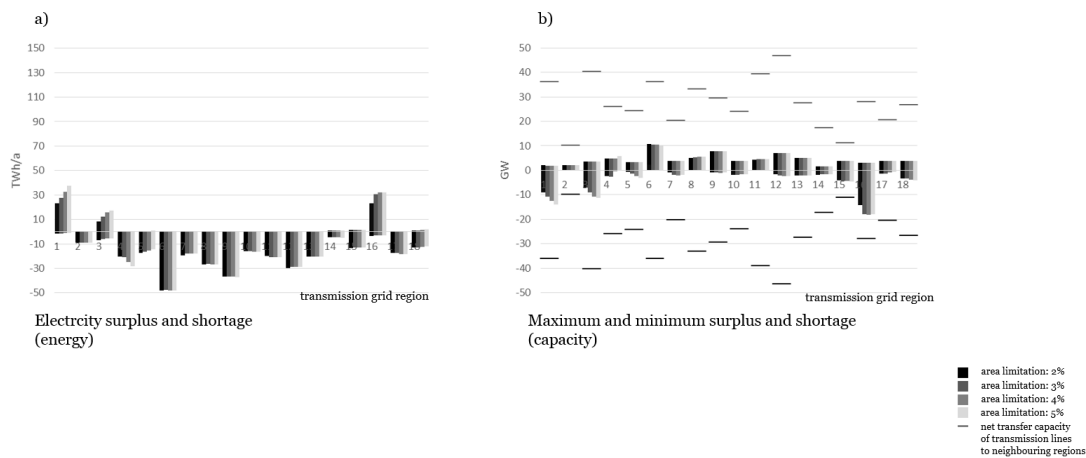 a)
150
130
110
90
70
50
30
10
-10
-30
-50
TWh/a
1
2
3
14
16
transmission grid region
Electrcity surplus and shortage
(energy)
b)
50
40
30
20
10
0
-10
-20
-30
-40
-50
GW
2
4
5
6
7
8
9
10
11
12
13
14
15
16
17
18
transmission grid region
Maximum and minimum surplus and shortage
(capacity)
area limitation: 2%
area limitation: 3%
area limitation: 4%
area limitation: 5%
net transfer capacity
of transmission lines
to neighbouring regions